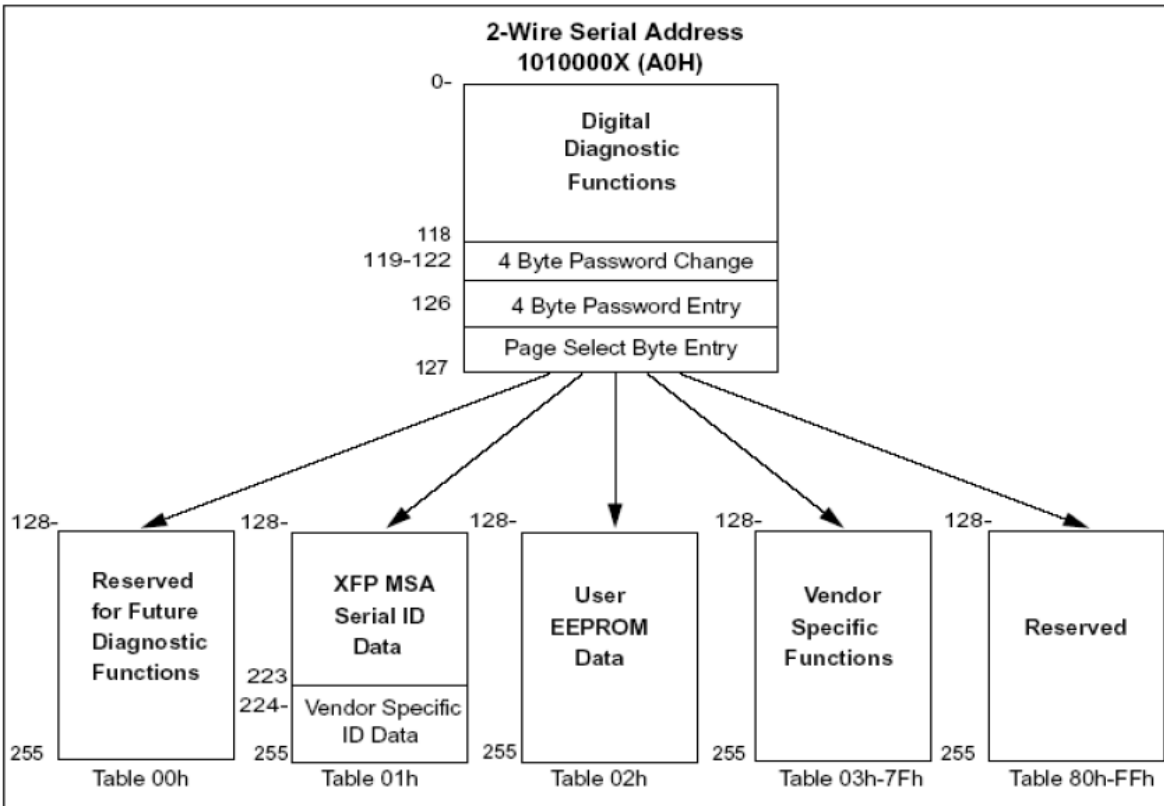 2-Wire Serial Address
1010000X (A0H)
0-
Digital
Diagnostic
Functions
118
119-122
4 Byte Password Change
126
4 Byte Password Entry
Page Select Byte Entry
127
128-
Reserved
for Future
Diagnostic
Functions
255
Table 00h
128-
XFP MSA
Serial ID
Data
223
224-
Vendor Specific
ID Data
255
Table 01h
128-
User
EEPROM
Data
255
Table 02h
128-
Vendor
Specific
Functions
255
Table 03h-7Fh
128-
Reserved
255
Table 80h-FFh